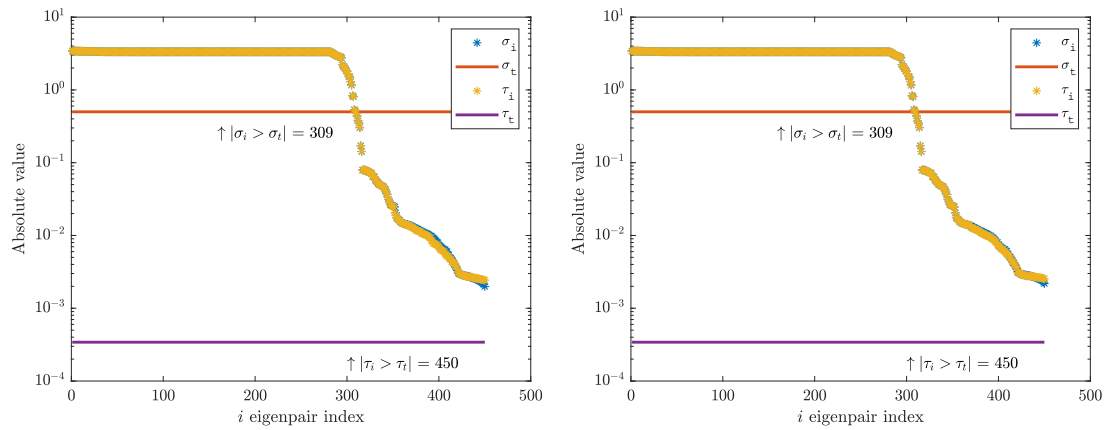 10^1
10^0
10^-1
10^-2
10^-3
10^-4
Absolute value
0
100
200
300
400
500
i eigenpair index
σ_i
σ_t
τ_i
τ_t
↑ |σ_i > σ_t| = 309
↑ |τ_i > τ_t| = 450
10^1
10^0
10^-1
10^-2
10^-3
10^-4
Absolute value
0
100
200
300
400
500
i eigenpair index
σ_i
σ_t
τ_i
τ_t
↑ |σ_i > σ_t| = 309
↑ |τ_i > τ_t| = 450